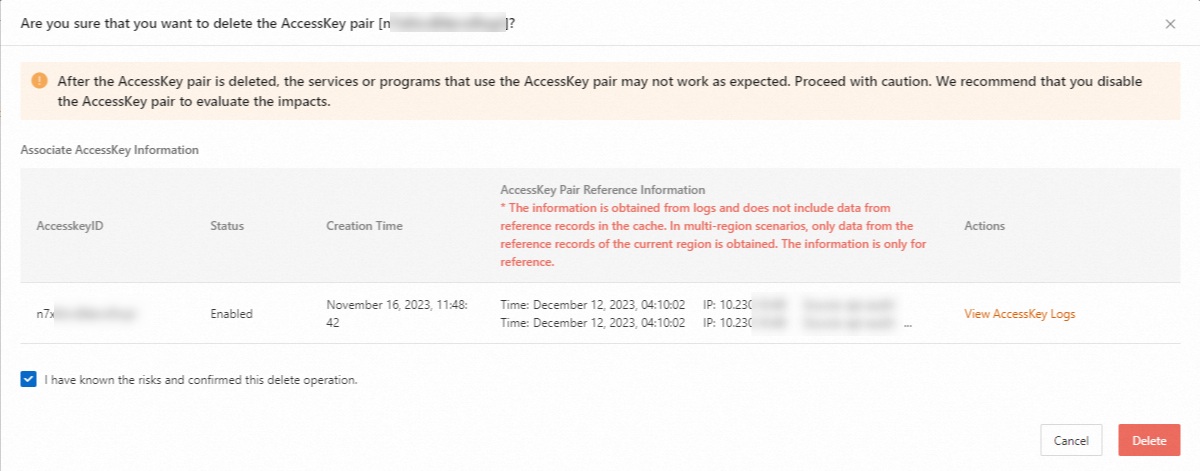 Are you sure that you want to delete the AccessKey pair [n ]?
After the AccessKey pair is deleted, the services or programs that use the AccessKey pair may not work as expected. Proceed with caution. We recommend that you disable
the AccessKey pair to evaluate the impacts.
Associate AccessKey Information
AccessKey Pair Reference Information
* The information is obtained from logs and does not include data from
reference records in the cache. In multi-region scenarios, only data from the
reference records of the current region is obtained. The information is only for
reference.
AccesskeyID Status Creation Time Actions
n7x Enabled November 16, 2023, 11:48:
42
Time: December 12, 2023, 04:10:02 IP: 10.230
Time: December 12, 2023, 04:10:02 IP: 10.230 ...
View AccessKey Logs
I have known the risks and confirmed this delete operation.
Cancel Delete